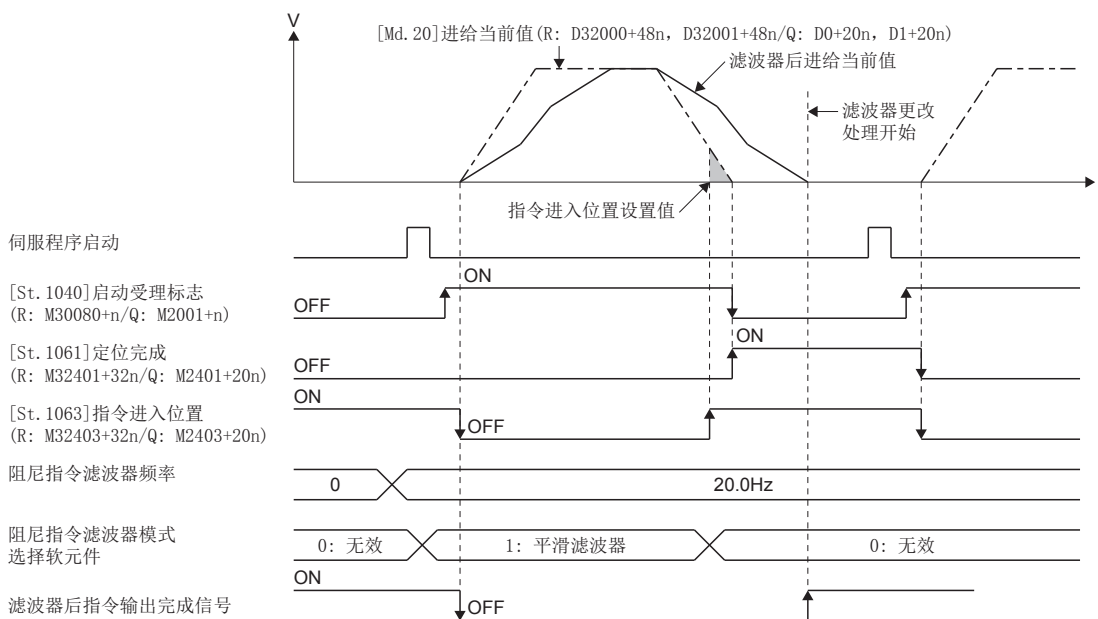 V
[Md.20]进给当前值(R: D32000+48n, D32001+48n/Q: D0+20n, D1+20n)
滤波器后进给当前值
滤波器更改
处理开始
指令进入位置设置值
伺服程序启动
[St.1040]启动受理标志
(R: M30080+n/Q: M2001+n)
OFF
ON
[St.1061]定位完成
(R: M32401+32n/Q: M2401+20n)
OFF
ON
[St.1063]指令进入位置
(R: M32403+32n/Q: M2403+20n)
ON
OFF
阻尼指令滤波器频率
0
20.0Hz
阻尼指令滤波器模式
选择软元件
0: 无效
1: 平滑滤波器
0: 无效
滤波器后指令输出完成信号
ON
OFF